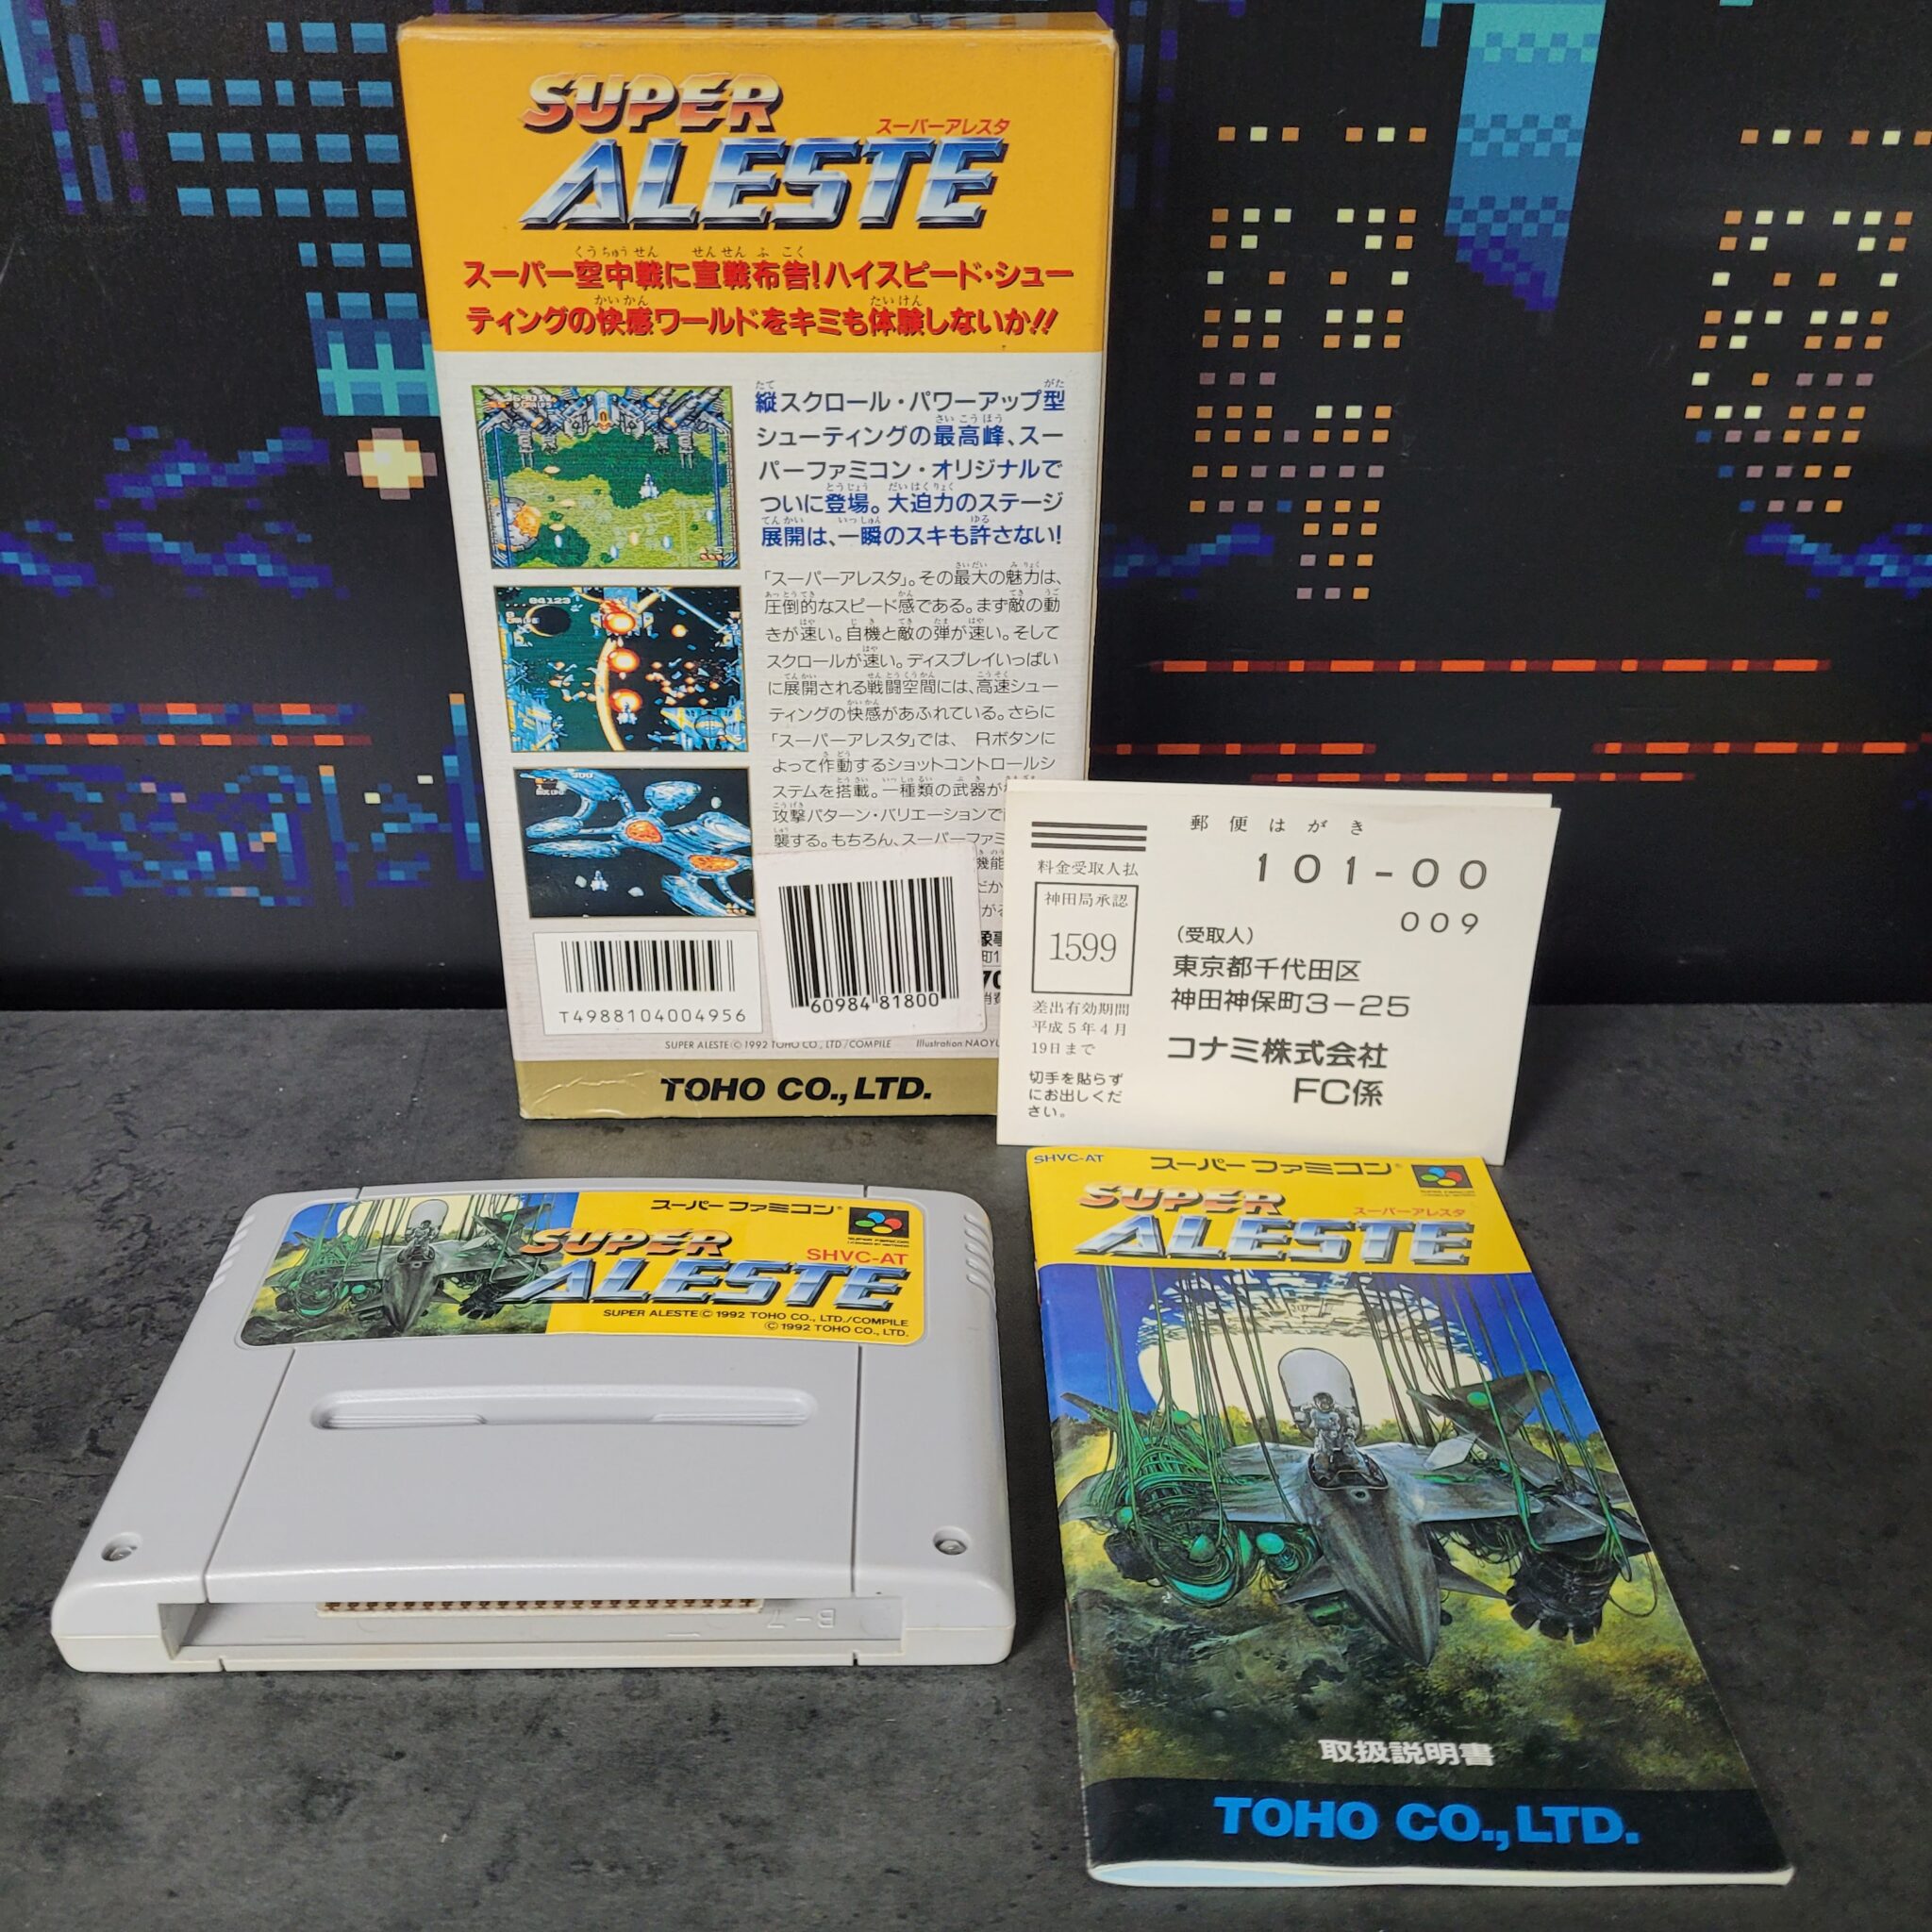 SUPER
スーパーアレスタ
ALESTE
スーパー空中戦に宣戦布告!ハイスピード・シュー
ティングの快感ワールドをキミも体験しないか!!
縦スクロール・パワーアップ型
シューティングの最高峰、スー
パーファミコン・オリジナルで
ついに登場。大迫力のステージ
展開は、一瞬のスキも許さない!
「スーパーアレスタ」。その最大の魅力は、
圧倒的なスピード感である。まず敵の動
きが速い。自機と敵の弾が速い。そして
スクロールが速い。ディスプレイいっぱい
に展開される戦闘空間には、高速シュー
ティングの快感があふれている。さらに
「スーパーアレスタ」では、Rボタンに
よって作動するショットコントロールシ
ステムを搭載。一種類の武器が
攻撃パターン・バリエーションで
襲する。もちろん、スーパーファミ
機能
T4988104004956
60984 81800
SUPER ALESTE © 1992 TOHO CO., LTD./COMPILE
Illustration NAOYU
TOHO CO., LTD.
郵便はがき
101-00
009
料金受取人払
神田局承認
1599
差出有効期間
平成5年4月
19日まで
切手を貼らず
にお出しくだ
さい。
(受取人)
東京都千代田区
神田神保町3-25
コナミ株式会社
FC係
スーパーファミコン
SUPER
SHVC-AT
ALESTE
SUPER ALESTE © 1992 TOHO CO., LTD./COMPILE
© 1992 TOHO CO., LTD.
SHVC-AT
スーパーファミコン
SUPER
スーパーアレスタ
ALESTE
取扱説明書
TOHO CO., LTD.